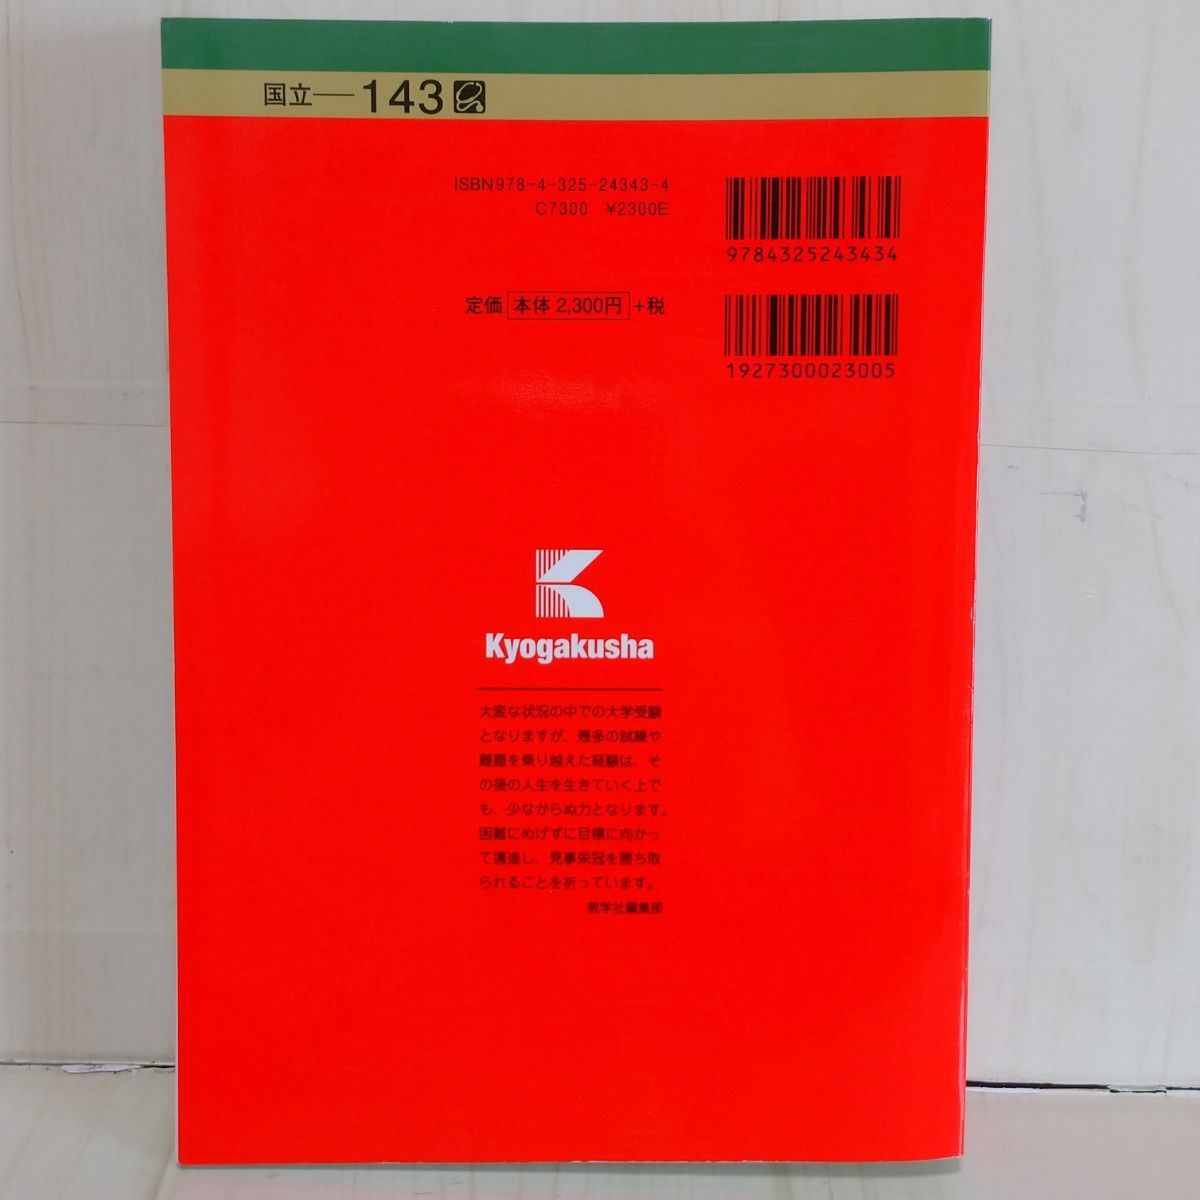 国立―143
ISBN978-4-325-24343-4
C7300 ¥2300E
9784325243434
定価 本体 2,300円 +税
1927300023005
Kyogakusha
大変な状況の中での大学受験
となりますが、幾多の試練や
難題を乗り越えた経験は、そ
の後の人生を生きていく上で
も、少なからぬ力となります。
困難にめげずに目標に向かっ
て邁進し、見事栄冠を勝ち取
られることを祈っています。
教学社編集部